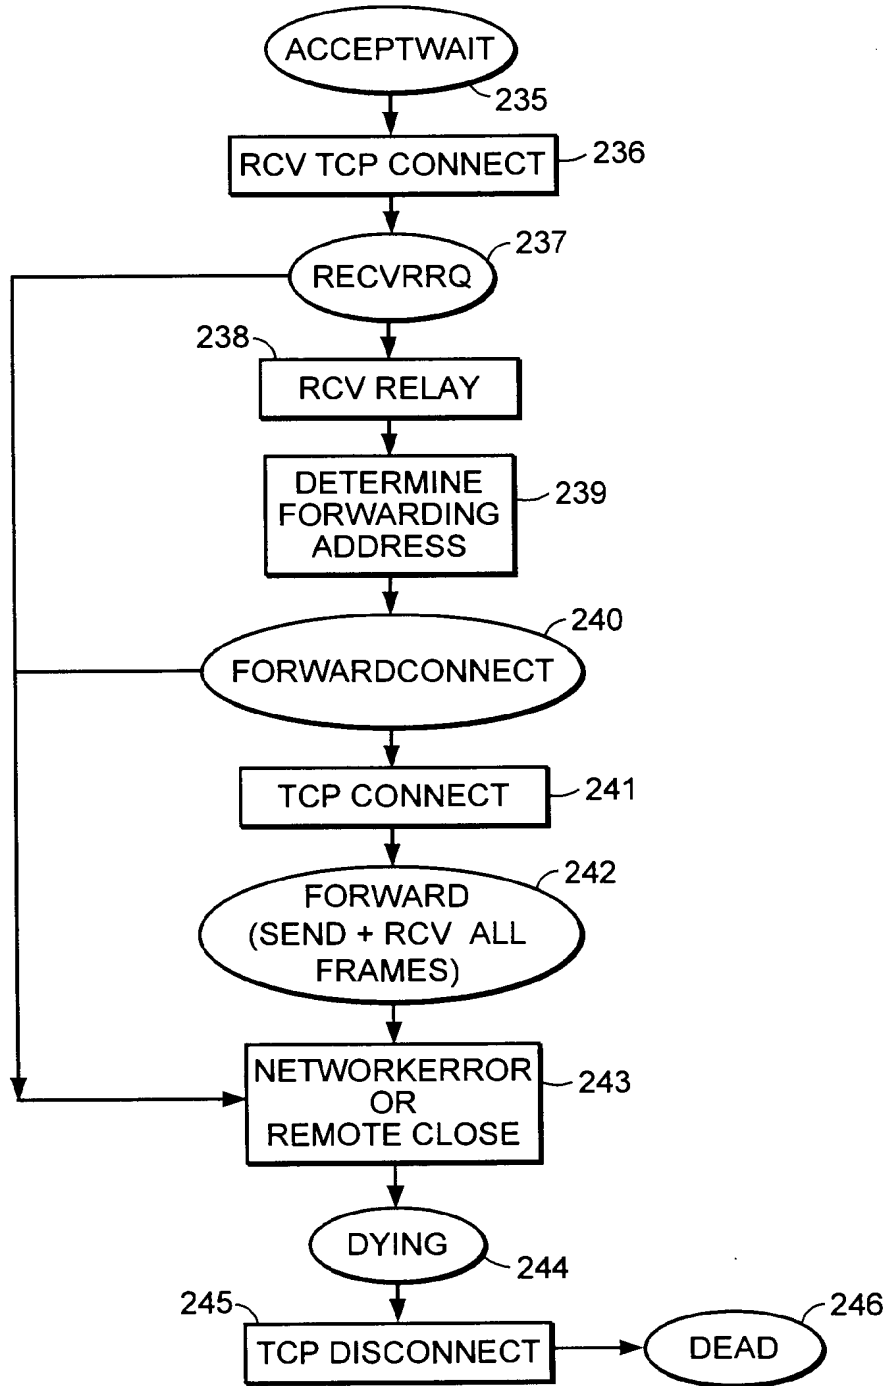 ACCEPTWAIT
235
RCV TCP CONNECT
236
237
RECVRRQ
238
RCV RELAY
DETERMINE
FORWARDING
ADDRESS
239
240
FORWARDCONNECT
TCP CONNECT
241
242
FORWARD
(SEND + RCV ALL
FRAMES)
NETWORKERROR
OR
REMOTE CLOSE
243
DYING
244
245
TCP DISCONNECT
246
DEAD